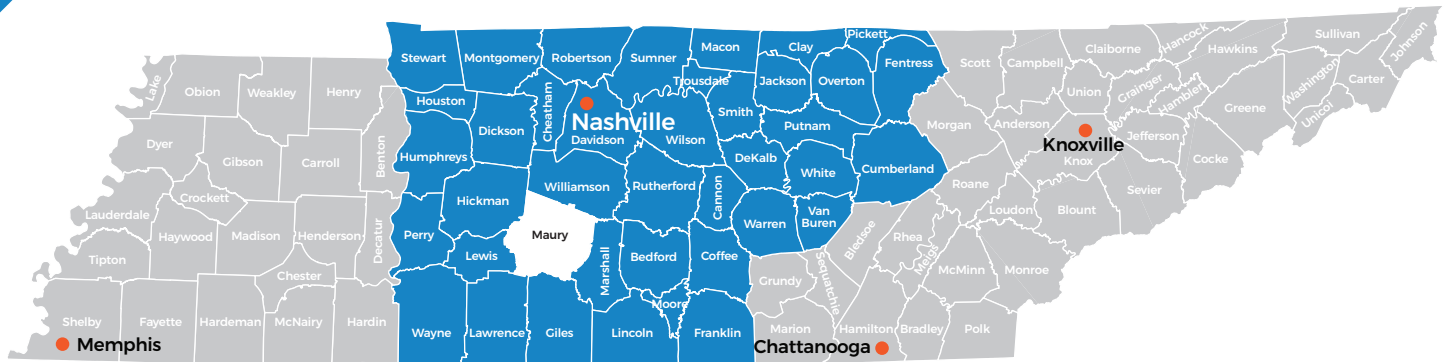 Stewart
Montgomery
Robertson
Sumner
Macon
Clay
Pickett
Fentress
Trousdale
Jackson
Overton
Smith
Putnam
Houston
Dickson
Cheatham
Nashville
Davidson
Wilson
Humphreys
DeKalb
White
Cumberland
Williamson
Rutherford
Cannon
Hickman
Warren
Van
Buren
Perry
Lewis
Maury
Marshall
Bedford
Coffee
Moore
Wayne
Lawrence
Giles
Lincoln
Franklin
Lake
Obion
Weakley
Henry
Dyer
Gibson
Carroll
Benton
Crockett
Lauderdale
Haywood
Madison
Henderson
Decatur
Tipton
Chester
Shelby
Fayette
Hardeman
McNairy
Hardin
Memphis
Scott
Campbell
Claiborne
Hancock
Hawkins
Sullivan
Johnson
Carter
Washington
Unicoi
Union
Grainger
Hamblen
Greene
Morgan
Anderson
Knoxville
Knox
Jefferson
Cocke
Sevier
Roane
Loudon
Blount
Bledsoe
Rhea
Meigs
McMinn
Monroe
Sequatchie
Grundy
Marion
Hamilton
Bradley
Polk
Chattanooga